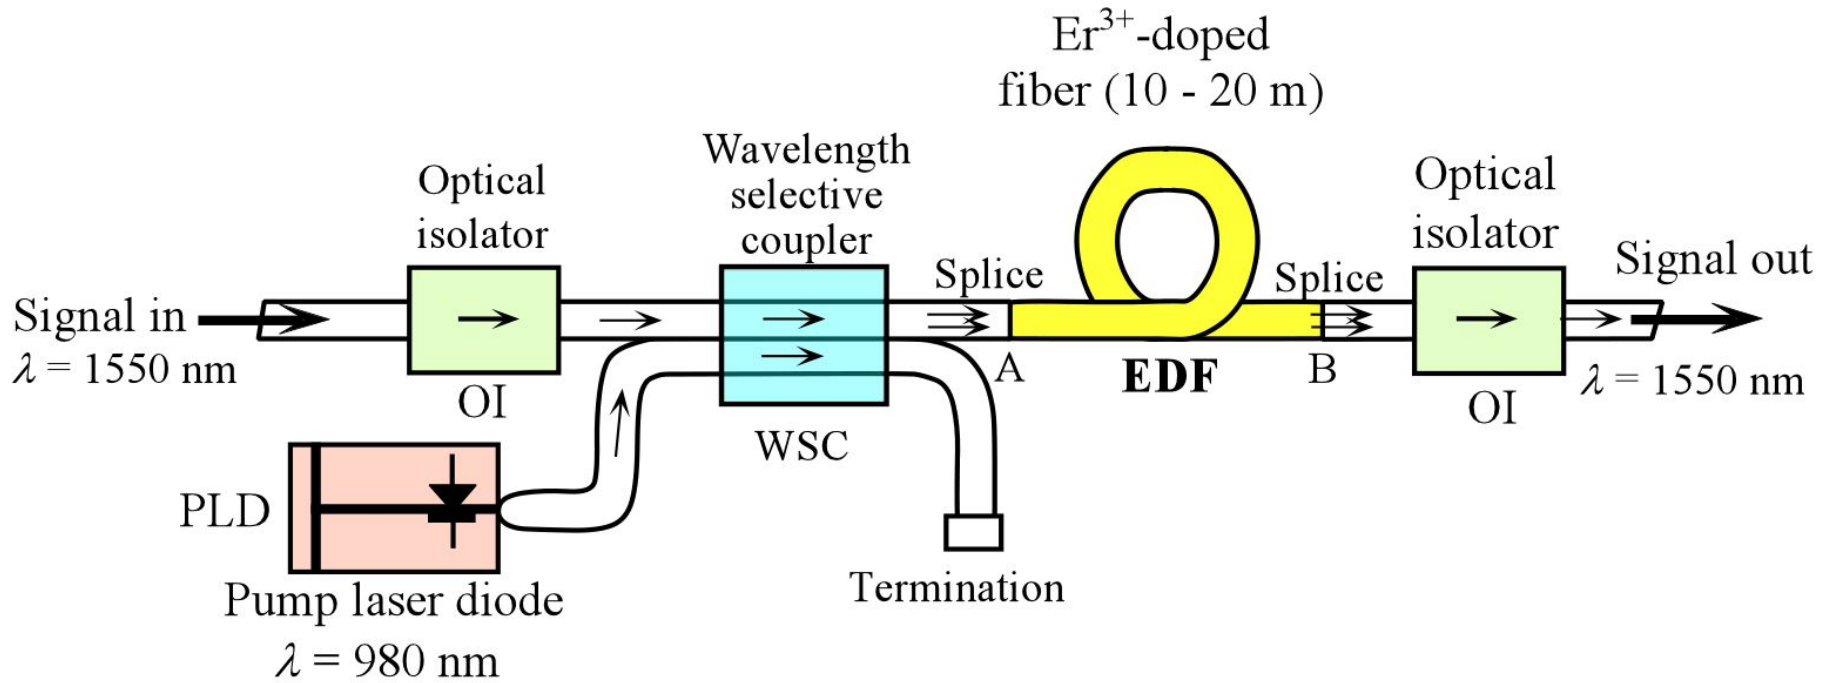 Er³⁺-doped
fiber (10 - 20 m)
Wavelength
selective
coupler
Optical
isolator
Optical
isolator
Splice
Splice
Signal out
Signal in
λ = 1550 nm
OI
A
EDF
B
λ = 1550 nm
OI
WSC
PLD
Termination
Pump laser diode
λ = 980 nm